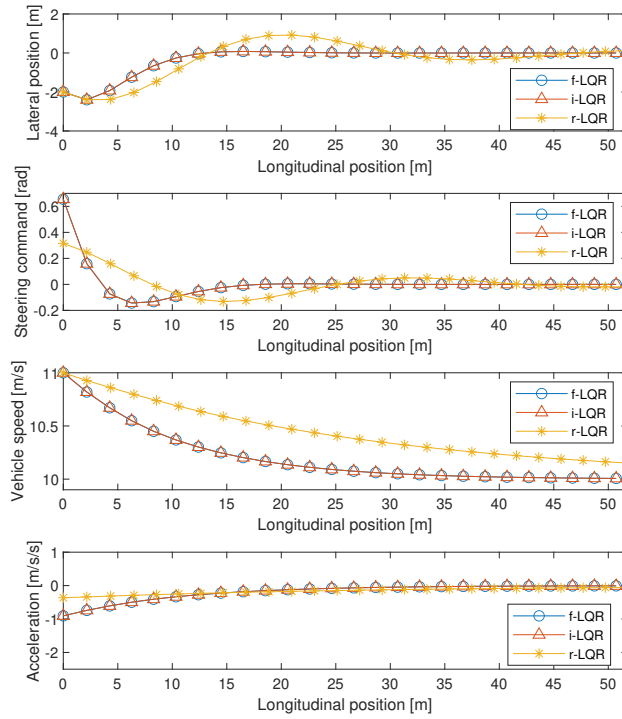 2
0
-2
-4
Lateral position [m]
f-LQR
i-LQR
r-LQR
0 5 10 15 20 25 30 35 40 45 50
Longitudinal position [m]
0.6
0.4
0.2
0
-0.2
Steering command [rad]
f-LQR
i-LQR
r-LQR
0 5 10 15 20 25 30 35 40 45 50
Longitudinal position [m]
11
10.5
10
Vehicle speed [m/s]
f-LQR
i-LQR
r-LQR
0 5 10 15 20 25 30 35 40 45 50
Longitudinal position [m]
1
0
-1
-2
Acceleration [m/s/s]
f-LQR
i-LQR
r-LQR
0 5 10 15 20 25 30 35 40 45 50
Longitudinal position [m]